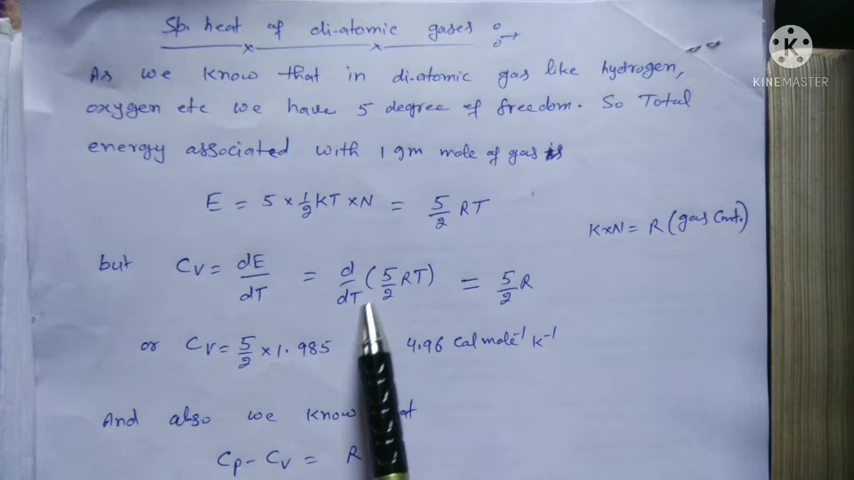 Sp. heat of di-atomic gases
As we know that in di-atomic gas like hydrogen,
oxygen etc we have 5 degree of freedom. So Total
energy associated with 1 gm mole of gas is
E = 5 × 1/2 KT × N = 5/2 RT
K×N = R (gas Cont.)
but Cv = dE/dT = d/dT (5/2 RT) = 5/2 R
or Cv = 5/2 × 1.985 4.96 Cal mole⁻¹ K⁻¹
And also we know
Cp - Cv = R
K
KINEMASTER